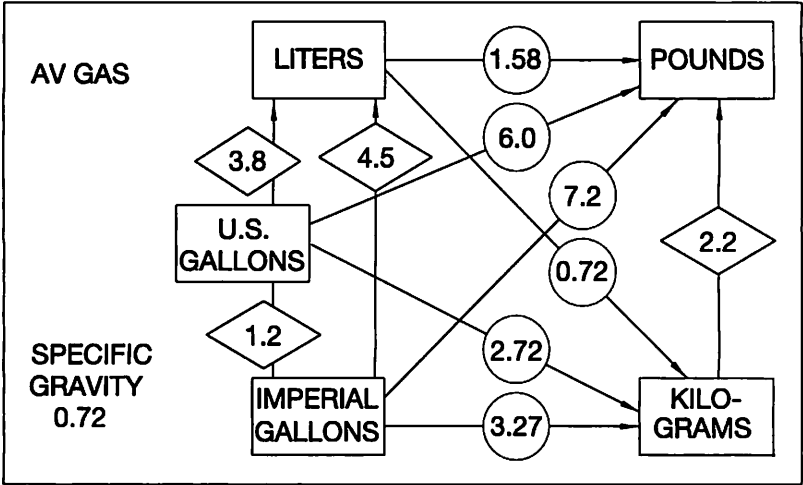 AV GAS
LITERS
1.58
POUNDS
6.0
3.8
4.5
7.2
U.S.
GALLONS
2.2
0.72
1.2
2.72
SPECIFIC
GRAVITY
0.72
IMPERIAL
GALLONS
3.27
KILO-
GRAMS